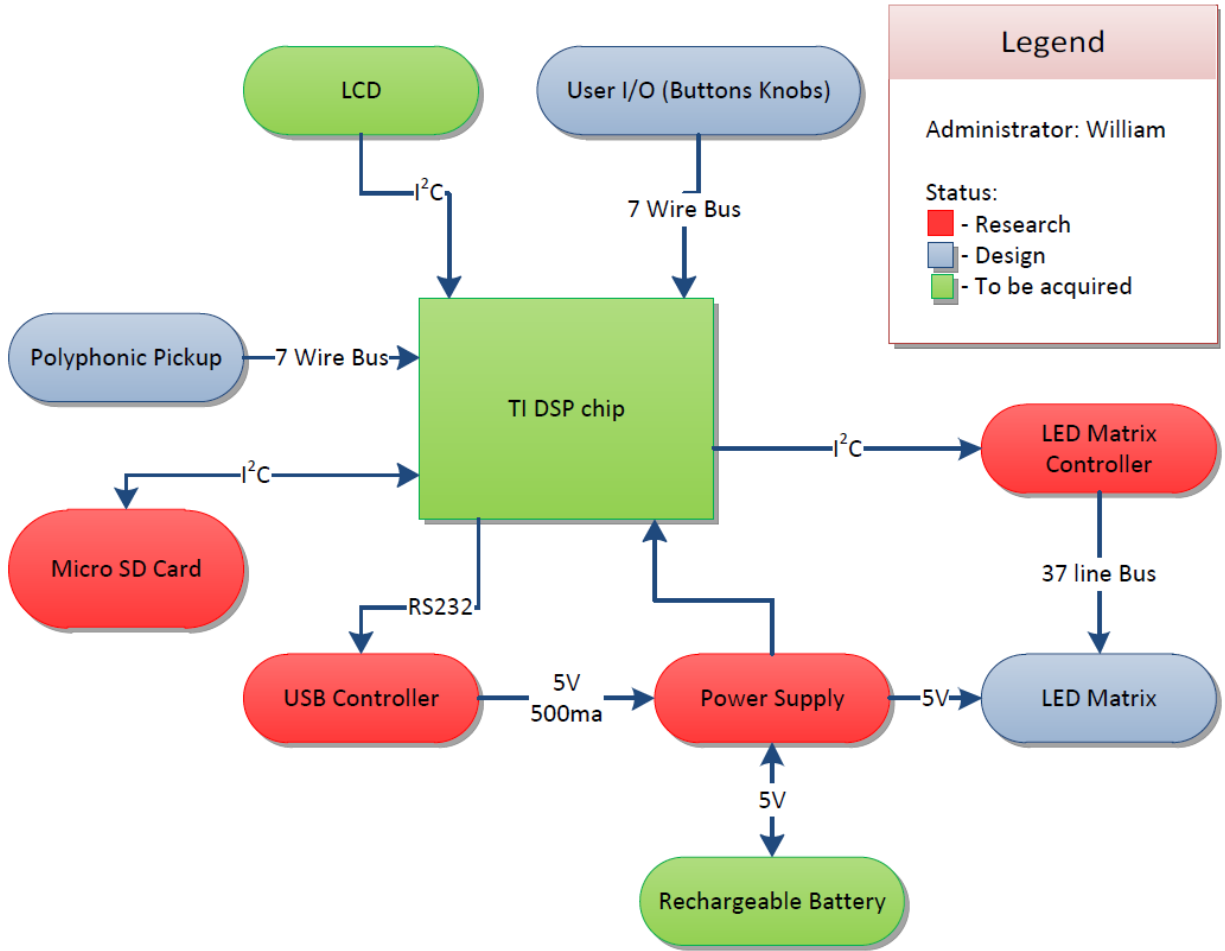 Legend
Administrator: William
Status:
- Research
- Design
- To be acquired
LCD
User I/O (Buttons Knobs)
I²C
7 Wire Bus
Polyphonic Pickup
7 Wire Bus
TI DSP chip
I²C
LED Matrix
Controller
I²C
Micro SD Card
37 line Bus
RS232
USB Controller
5V
500ma
Power Supply
5V
LED Matrix
5V
Rechargeable Battery